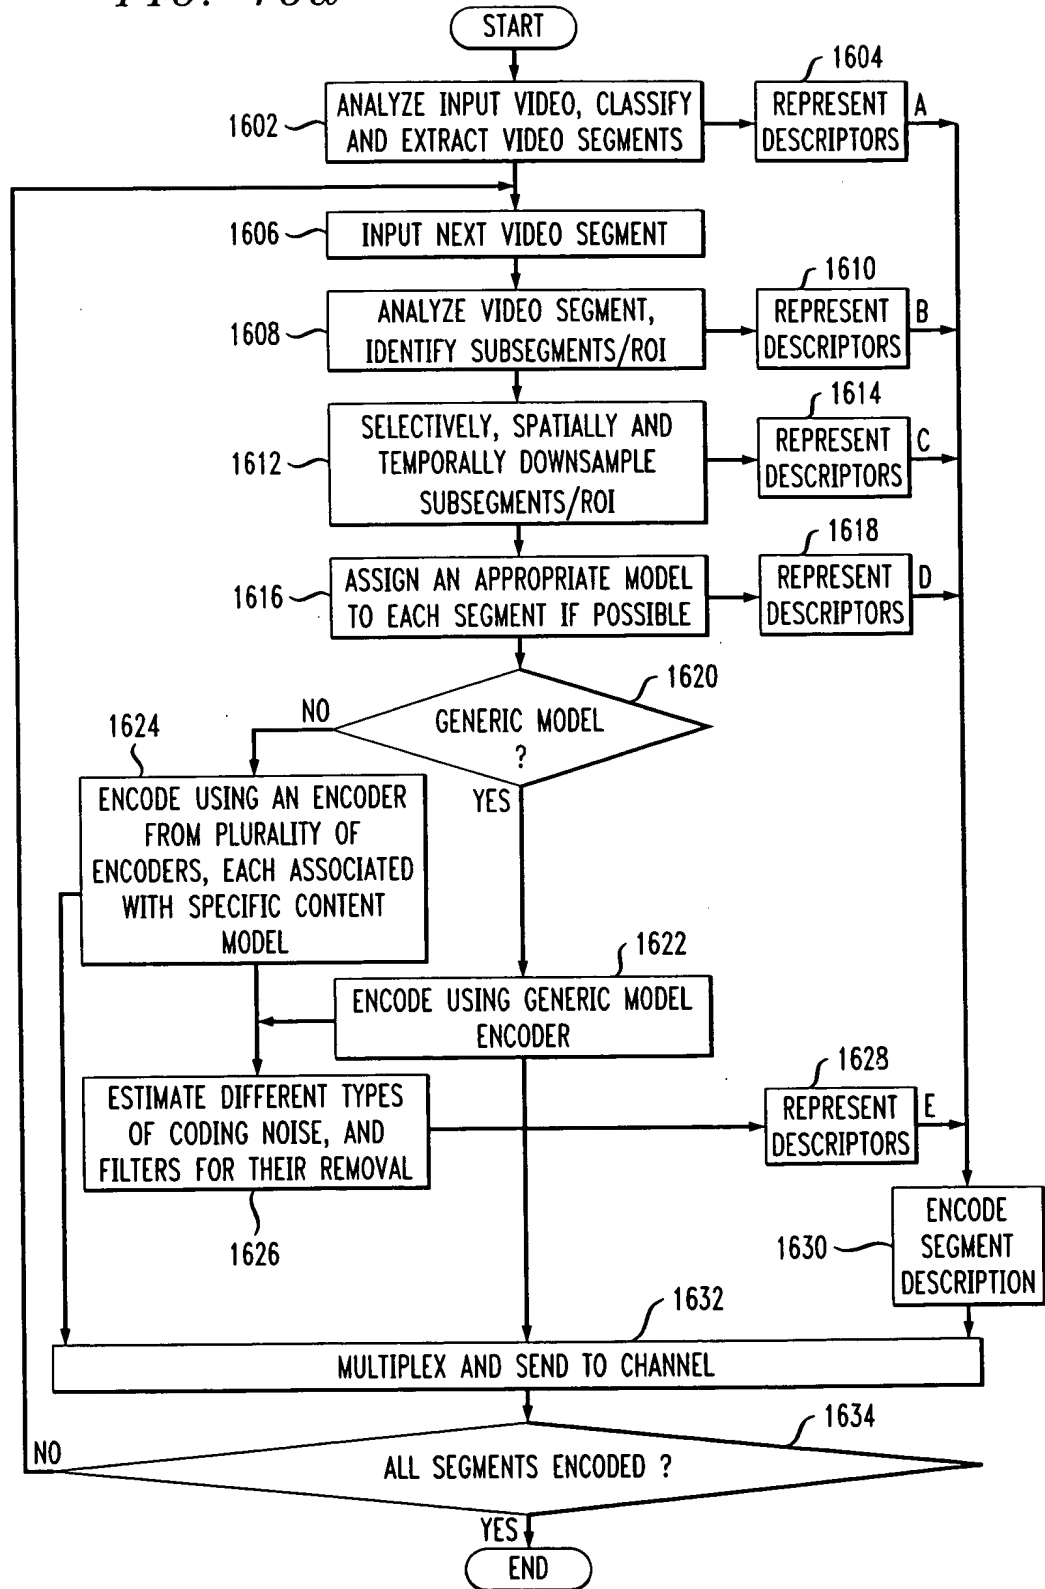 START
1604
ANALYZE INPUT VIDEO, CLASSIFY
AND EXTRACT VIDEO SEGMENTS
1602
REPRESENT
DESCRIPTORS
A
1606
INPUT NEXT VIDEO SEGMENT
1610
1608
ANALYZE VIDEO SEGMENT,
IDENTIFY SUBSEGMENTS/ROI
REPRESENT
DESCRIPTORS
B
1614
1612
SELECTIVELY, SPATIALLY AND
TEMPORALLY DOWNSAMPLE
SUBSEGMENTS/ROI
REPRESENT
DESCRIPTORS
C
1618
1616
ASSIGN AN APPROPRIATE MODEL
TO EACH SEGMENT IF POSSIBLE
REPRESENT
DESCRIPTORS
D
1620
NO
GENERIC MODEL
?
YES
1624
ENCODE USING AN ENCODER
FROM PLURALITY OF
ENCODERS, EACH ASSOCIATED
WITH SPECIFIC CONTENT
MODEL
1622
ENCODE USING GENERIC MODEL
ENCODER
1628
ESTIMATE DIFFERENT TYPES
OF CODING NOISE, AND
FILTERS FOR THEIR REMOVAL
1626
REPRESENT
DESCRIPTORS
E
1630
ENCODE
SEGMENT
DESCRIPTION
1632
MULTIPLEX AND SEND TO CHANNEL
1634
NO
ALL SEGMENTS ENCODED ?
YES
END